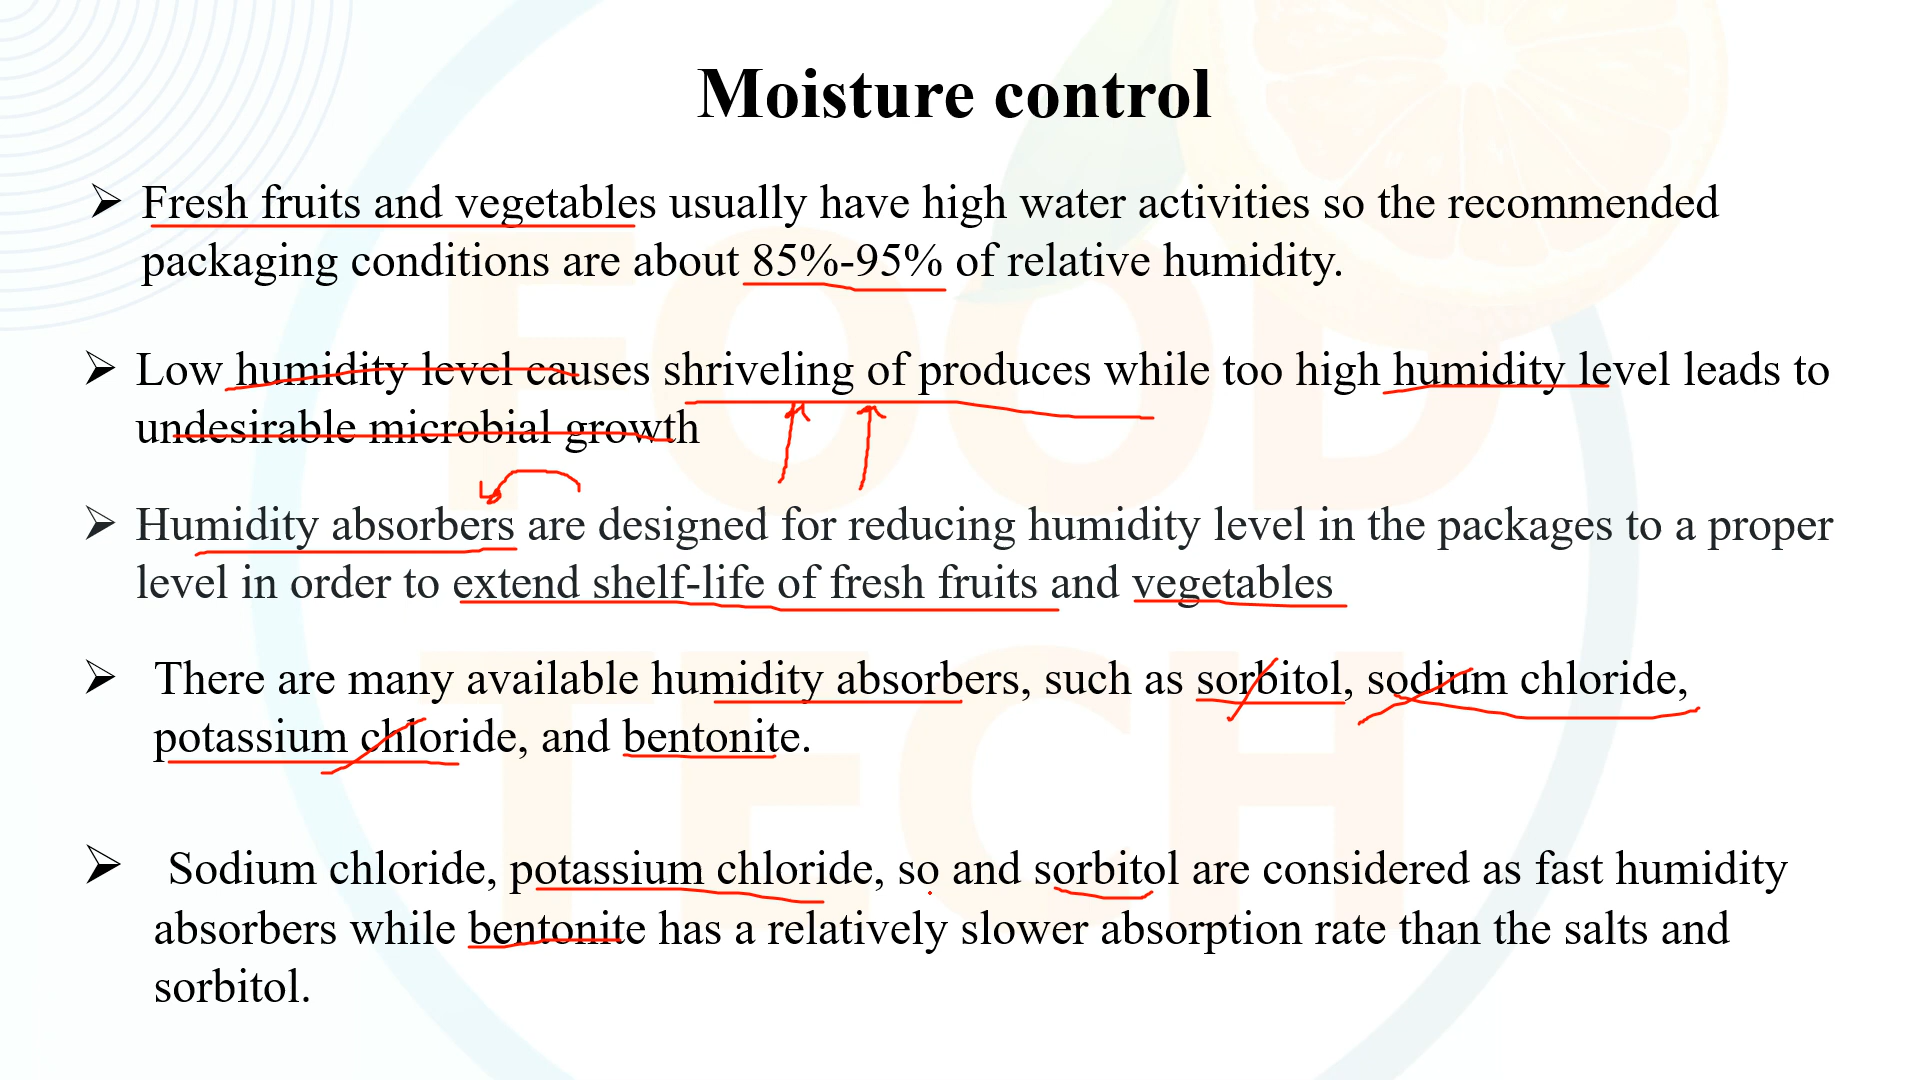 Moisture control
➢ Fresh fruits and vegetables usually have high water activities so the recommended
packaging conditions are about 85%-95% of relative humidity.
➢ Low humidity level causes shriveling of produces while too high humidity level leads to
undesirable microbial growth
➢ Humidity absorbers are designed for reducing humidity level in the packages to a proper
level in order to extend shelf-life of fresh fruits and vegetables
➢ There are many available humidity absorbers, such as sorbitol, sodium chloride,
potassium chloride, and bentonite.
➢ Sodium chloride, potassium chloride, so and sorbitol are considered as fast humidity
absorbers while bentonite has a relatively slower absorption rate than the salts and
sorbitol.
FOOD
TECH